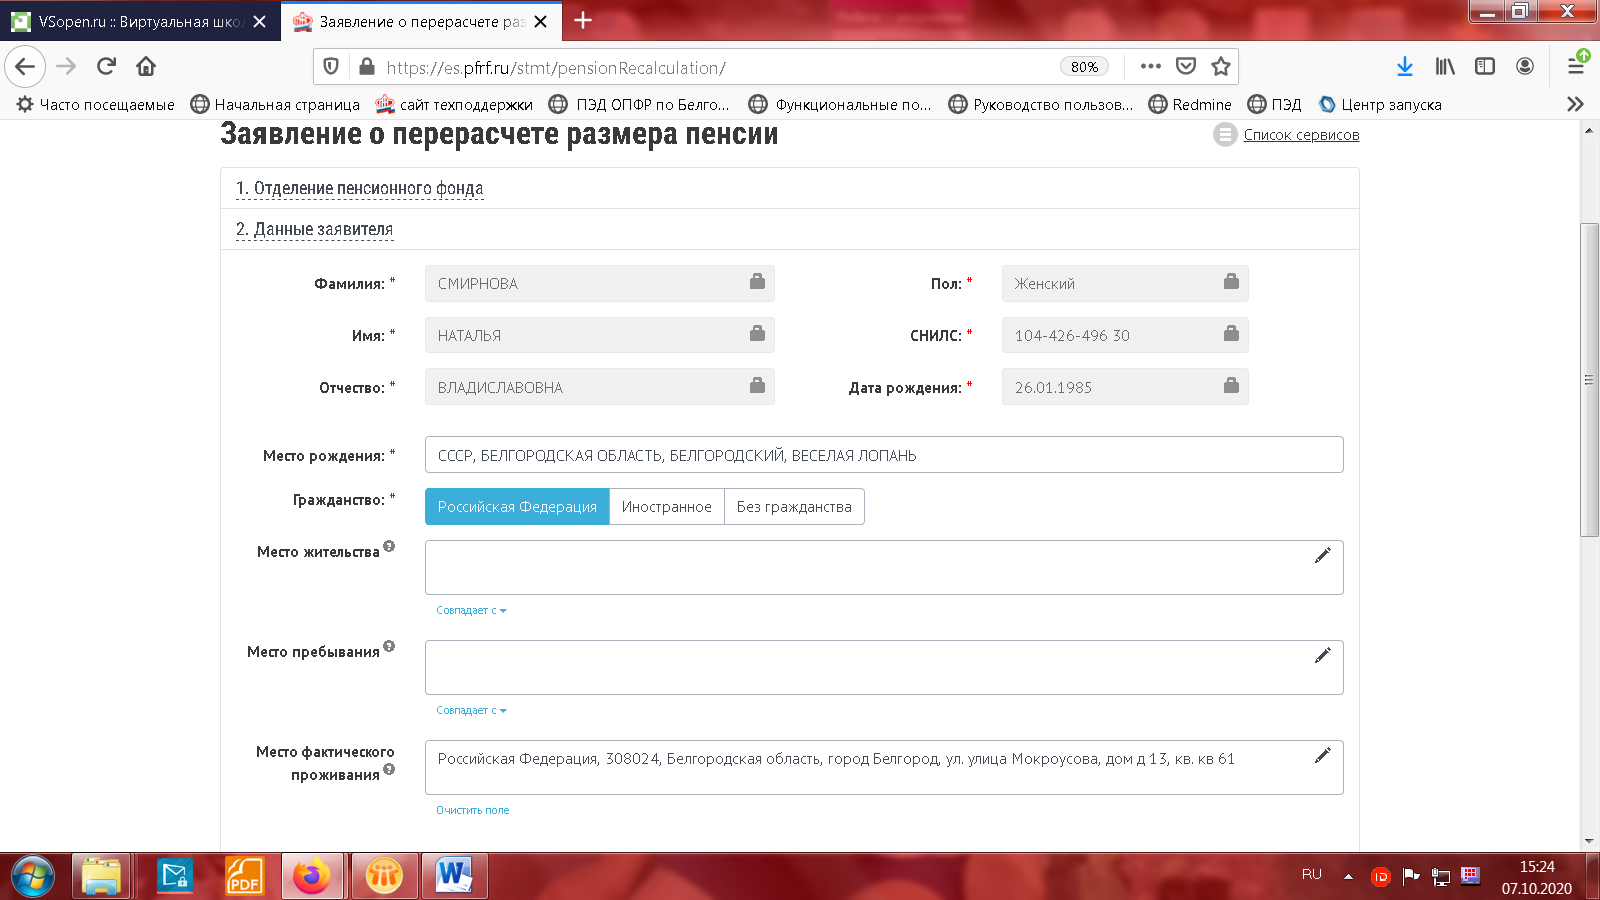 VSopen.ru :: Виртуальная шко
Заявление о перерасчете раз
https://es.pfrf.ru/stmt/pensionRecalculation/
80%
Часто посещаемые
Начальная страница
сайт техподдержки
ПЭД ОПФР по Белго...
Функциональные по...
Руководство пользов...
Redmine
ПЭД
Центр запуска
Заявление о перерасчете размера пенсии
Список сервисов
1. Отделение пенсионного фонда
2. Данные заявителя
Фамилия: * СМИРНОВА
Пол: * Женский
Имя: * НАТАЛЬЯ
СНИЛС: * 104-426-496 30
Отчество: * ВЛАДИСЛАВОВНА
Дата рождения: * 26.01.1985
Место рождения: * СССР, БЕЛГОРОДСКАЯ ОБЛАСТЬ, БЕЛГОРОДСКИЙ, ВЕСЕЛАЯ ЛОПАНЬ
Гражданство: * Российская Федерация Иностранное Без гражданства
Место жительства ?
Совпадает с
Место пребывания ?
Совпадает с
Место фактического
проживания ?
Российская Федерация, 308024, Белгородская область, город Белгород, ул. улица Мокроусова, дом д 13, кв. кв 61
Очистить поле
PDF
W
RU
iD
15:24
07.10.2020